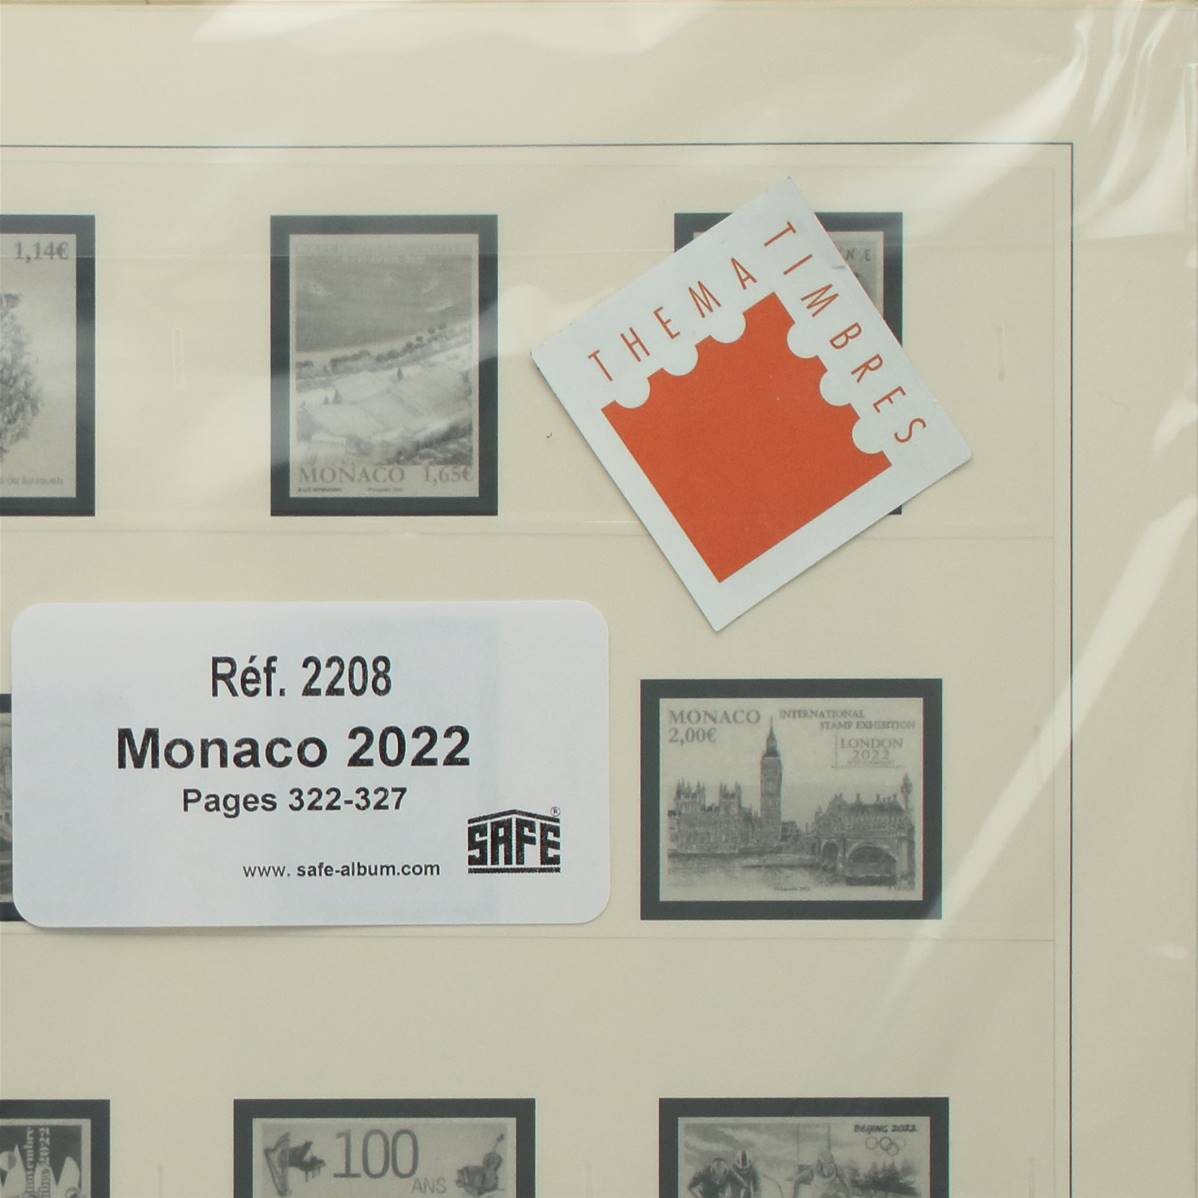 1,14€
MONACO 1,65€
THEMA
TIMBRES
Réf. 2208
Monaco 2022
Pages 322-327
www. safe-album.com
SAFE®
MONACO
2,00€
INTERNATIONAL
STAMP EXHIBITION
LONDON
2022
100
ANS
BEIJING 2022